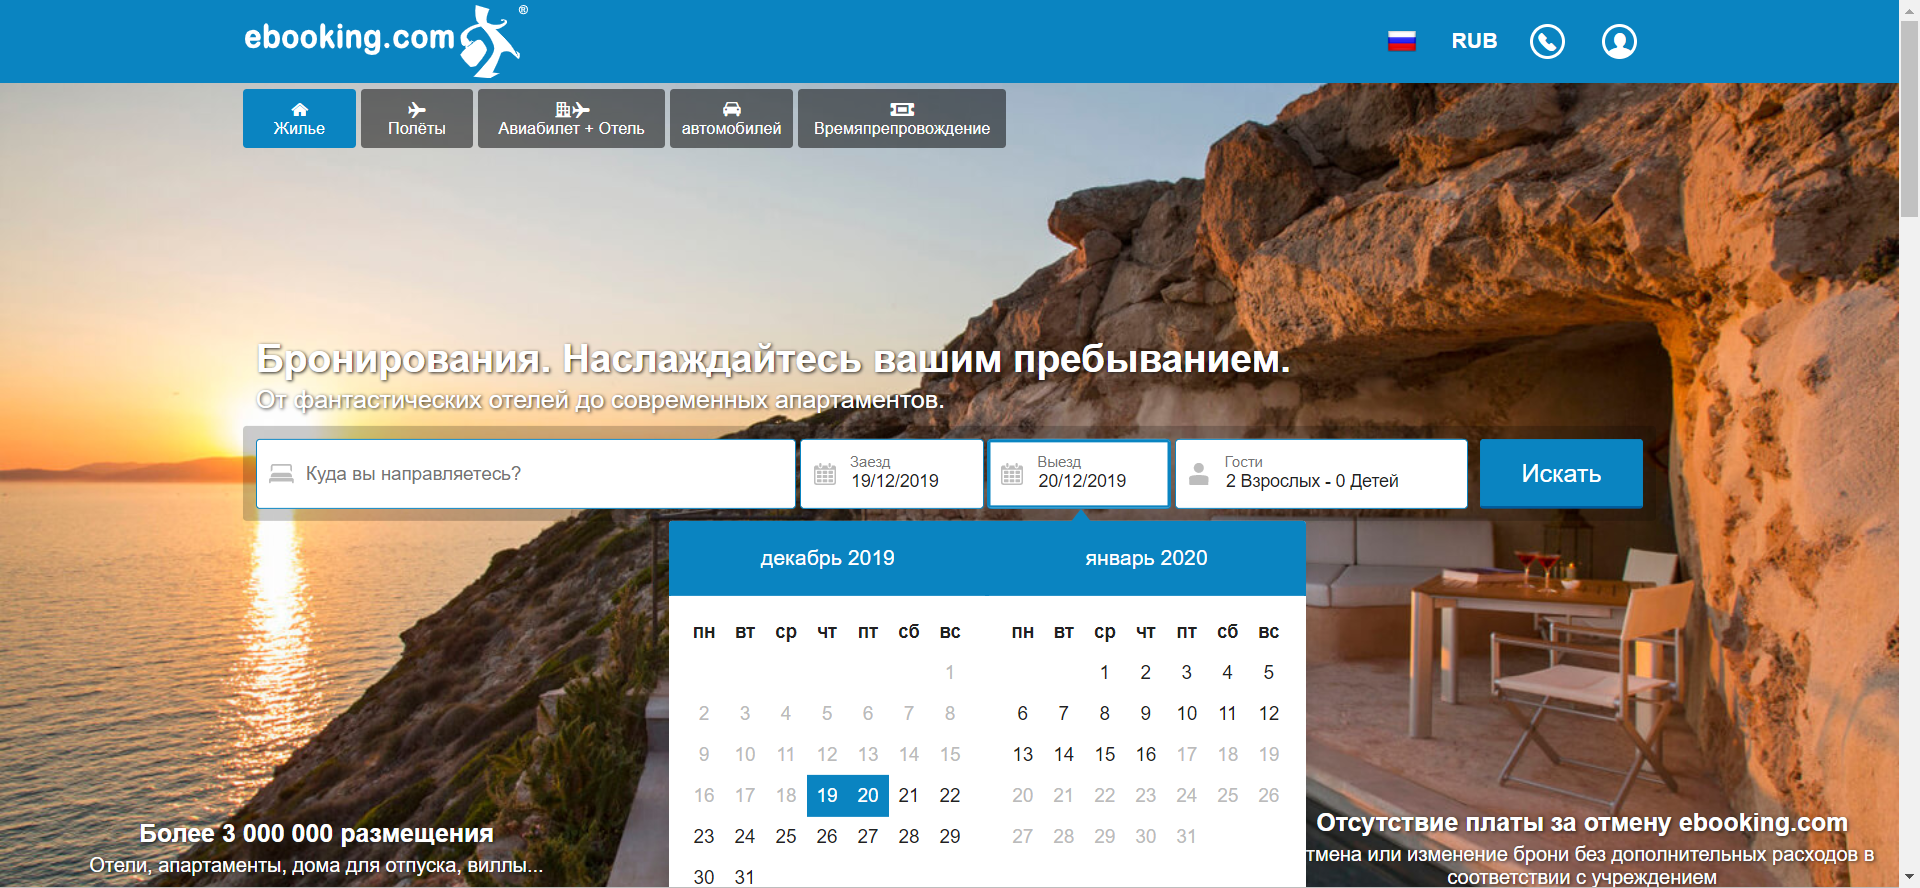 ebooking.com ®
RUB
Жилье
Полёты
Авиабилет + Отель
автомобилей
Времяпрепровождение
Бронирования. Наслаждайтесь вашим пребыванием.
От фантастических отелей до современных апартаментов.
Куда вы направляетесь?
Заезд
19/12/2019
Выезд
20/12/2019
Гости
2 Взрослых - 0 Детей
Искать
декабрь 2019
пн вт ср чт пт сб вс
1
2 3 4 5 6 7 8
9 10 11 12 13 14 15
16 17 18 19 20 21 22
23 24 25 26 27 28 29
30 31
январь 2020
пн вт ср чт пт сб вс
1 2 3 4 5
6 7 8 9 10 11 12
13 14 15 16 17 18 19
20 21 22 23 24 25 26
27 28 29 30 31
Более 3 000 000 размещения
Отели, апартаменты, дома для отпуска, виллы...
Отсутствие платы за отмену ebooking.com
тмена или изменение брони без дополнительных расходов в
соответствии с учреждением